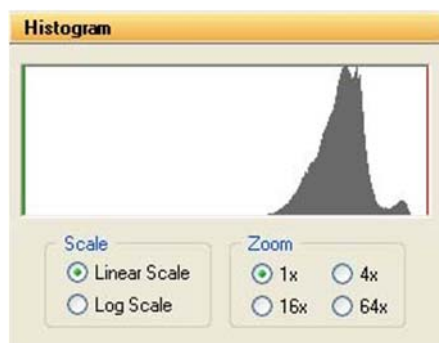 Histogram
Scale
Zoom
Linear Scale
1x
4x
Log Scale
16x
64x